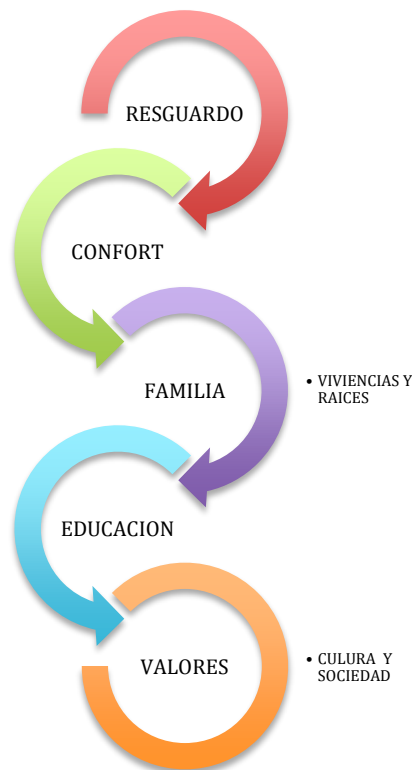 RESGUARDO
CONFORT
FAMILIA
• VIVIENCIAS Y
RAICES
EDUCACION
VALORES
• CULURA Y
SOCIEDAD